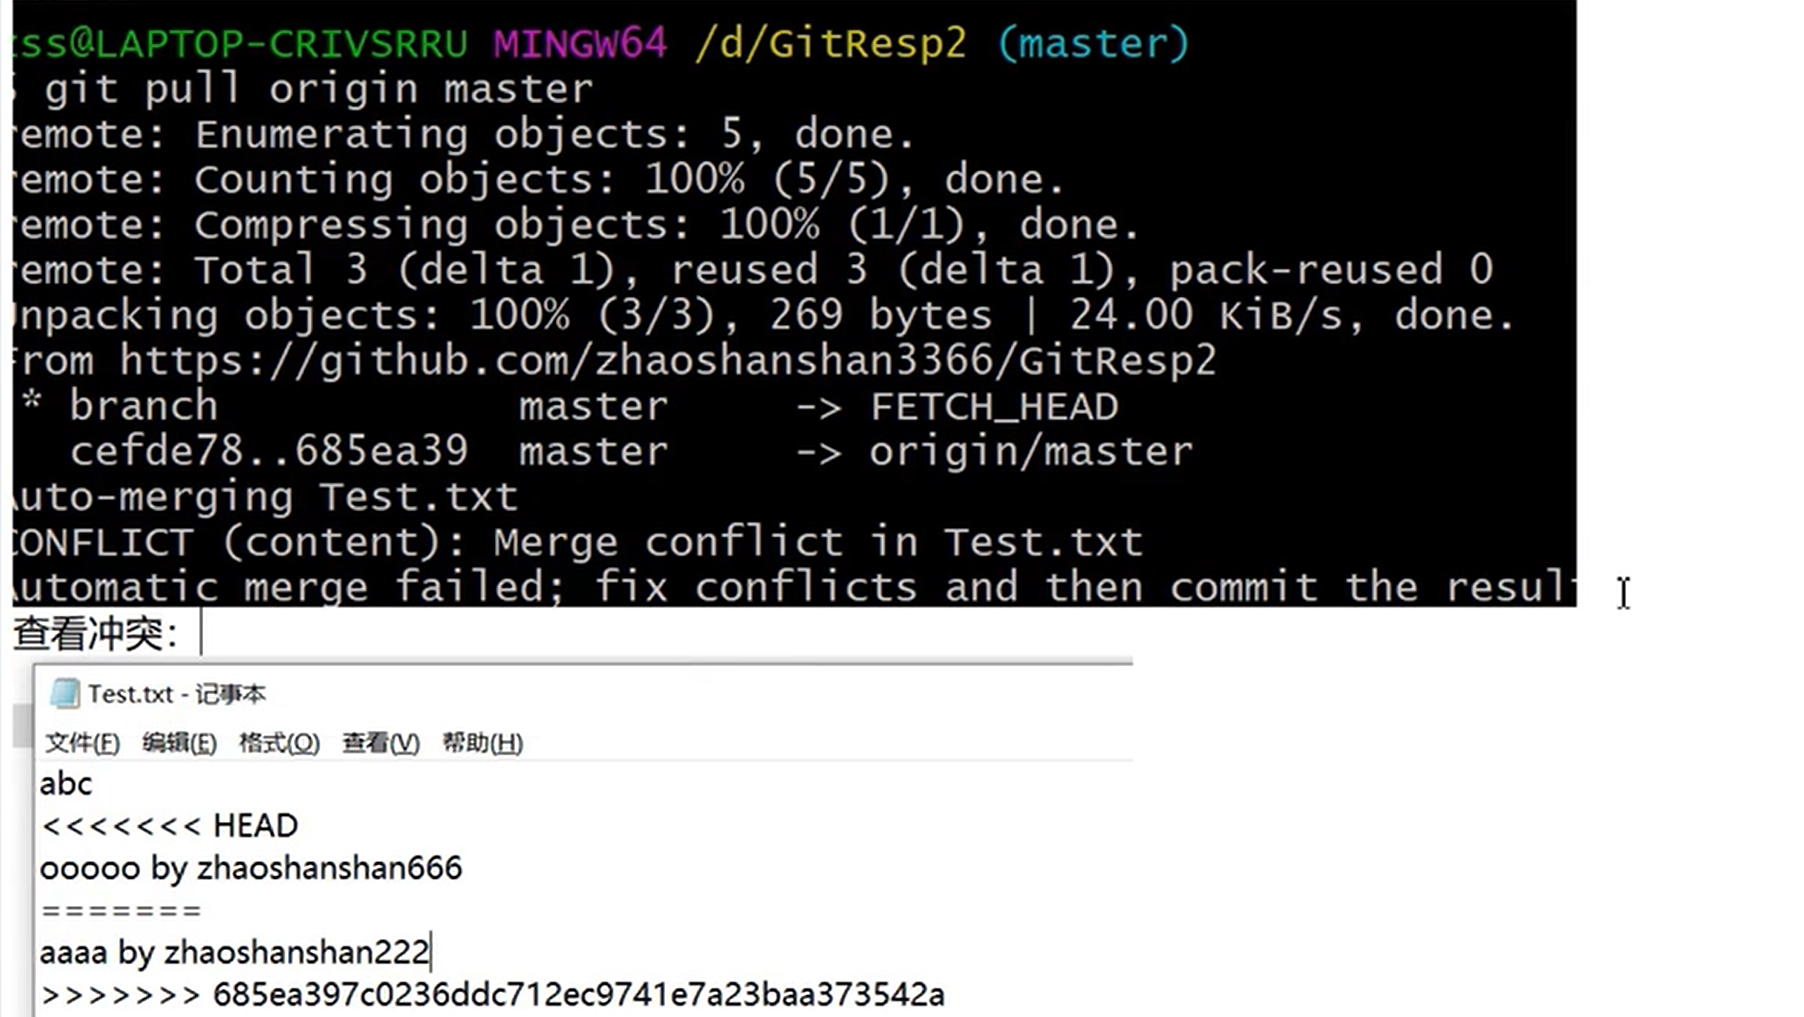 zss@LAPTOP-CRIVSRRU MINGW64 /d/GitResp2 (master)
$ git pull origin master
remote: Enumerating objects: 5, done.
remote: Counting objects: 100% (5/5), done.
remote: Compressing objects: 100% (1/1), done.
remote: Total 3 (delta 1), reused 3 (delta 1), pack-reused 0
Unpacking objects: 100% (3/3), 269 bytes | 24.00 KiB/s, done.
From https://github.com/zhaoshanshan3366/GitResp2
* branch master -> FETCH_HEAD
cefde78..685ea39 master -> origin/master
Auto-merging Test.txt
CONFLICT (content): Merge conflict in Test.txt
Automatic merge failed; fix conflicts and then commit the result
查看冲突:
Test.txt - 记事本
文件(F) 编辑(E) 格式(O) 查看(V) 帮助(H)
abc
<<<<<<< HEAD
ooooo by zhaoshanshan666
=======
aaaa by zhaoshanshan222
>>>>>>> 685ea397c0236ddc712ec9741e7a23baa373542a